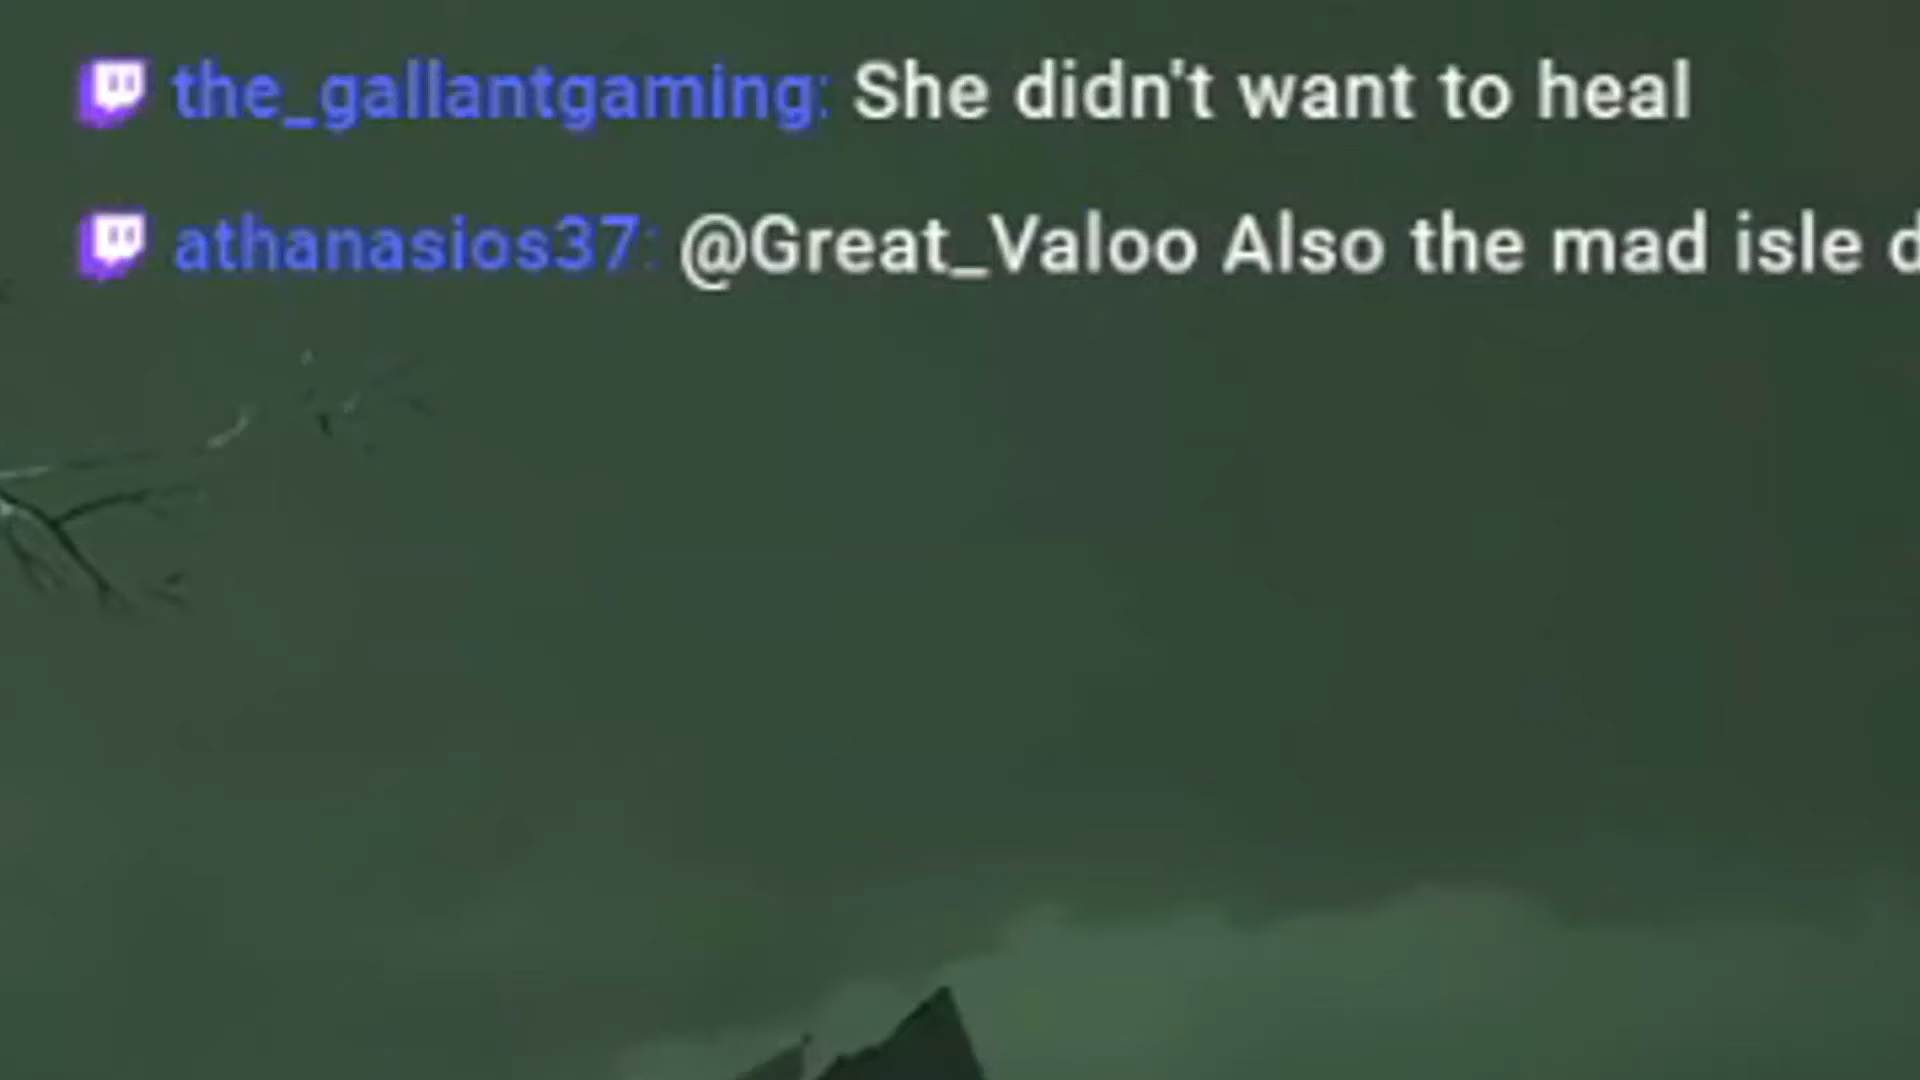 the_gallantgaming: She didn't want to heal
athanasios37: @Great_Valoo Also the mad isle